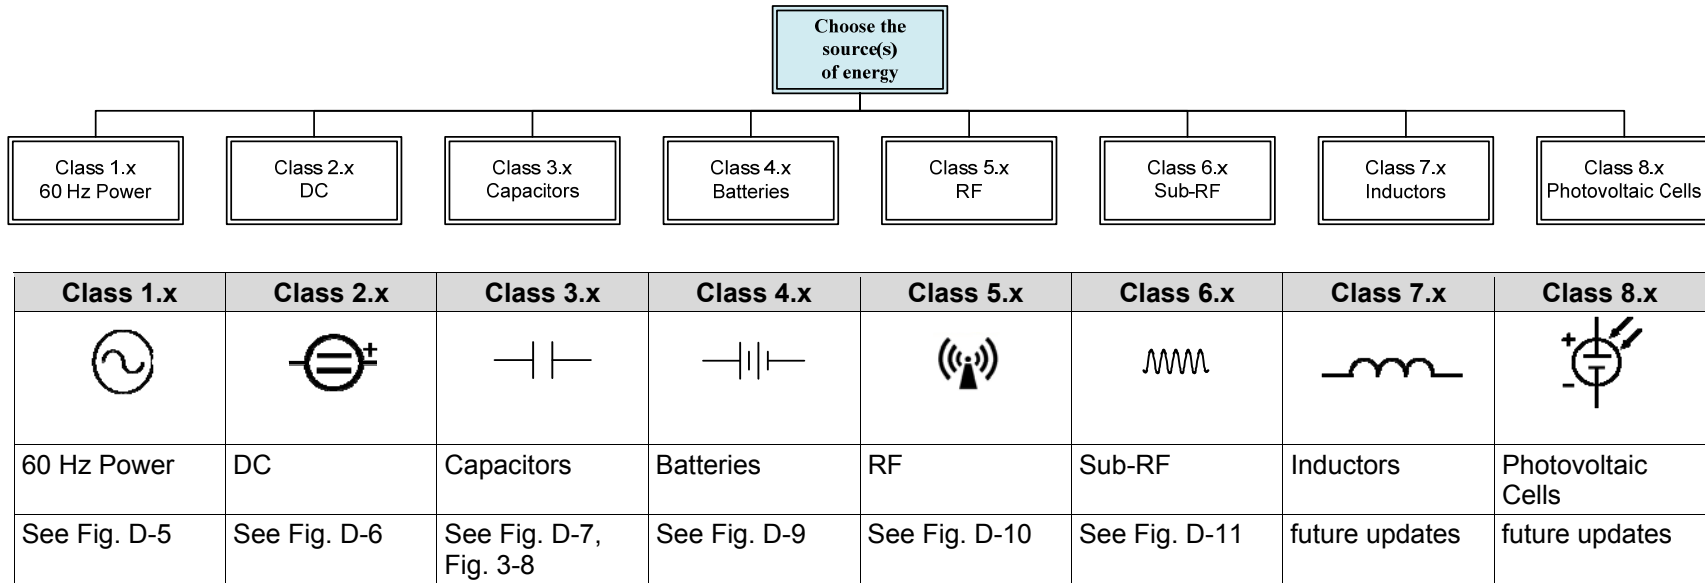 Choose the
source(s)
of energy
Class 1.x
60 Hz Power
Class 2.x
DC
Class 3.x
Capacitors
Class 4.x
Batteries
Class 5.x
RF
Class 6.x
Sub-RF
Class 7.x
Inductors
Class 8.x
Photovoltaic Cells
Class 1.x Class 2.x Class 3.x Class 4.x Class 5.x Class 6.x Class 7.x Class 8.x
+
+
−
60 Hz Power DC Capacitors Batteries RF Sub-RF Inductors Photovoltaic
Cells
See Fig. D-5 See Fig. D-6 See Fig. D-7, See Fig. D-9 See Fig. D-10 See Fig. D-11 future updates future updates
Fig. 3-8